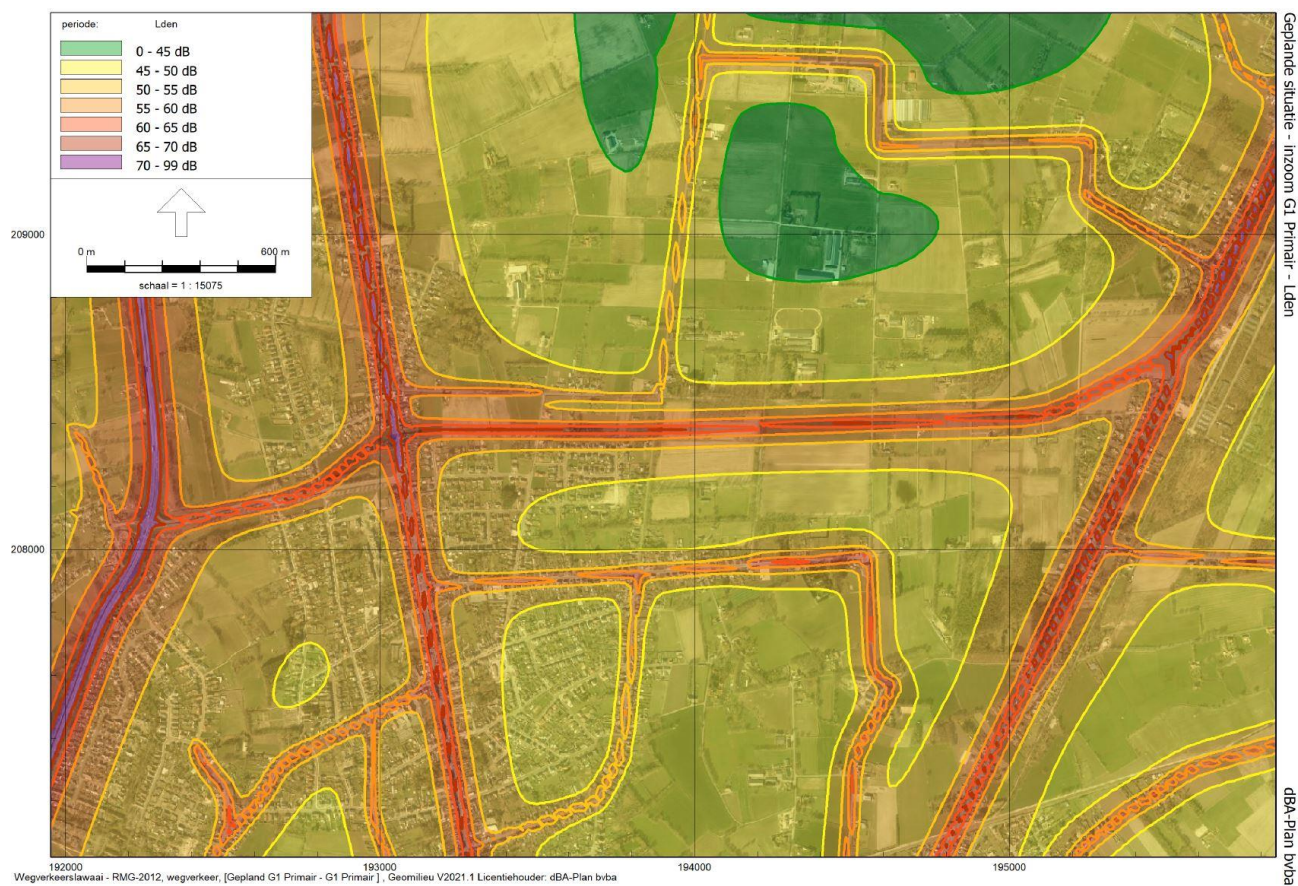 periode: Lden
0 - 45 dB
45 - 50 dB
50 - 55 dB
55 - 60 dB
60 - 65 dB
65 - 70 dB
70 - 99 dB
0 m 600 m
schaal = 1 : 15075
209000
208000
192000 193000 194000 195000
Wegverkeerslawaai - RMG-2012, wegverkeer, [Gepland G1 Primair - G1 Primair ] , Geomilieu V2021.1 Licentiehouder: dBA-Plan bvba
Geplande situatie - inzoom G1 Primair - Lden
dBA-Plan bvba